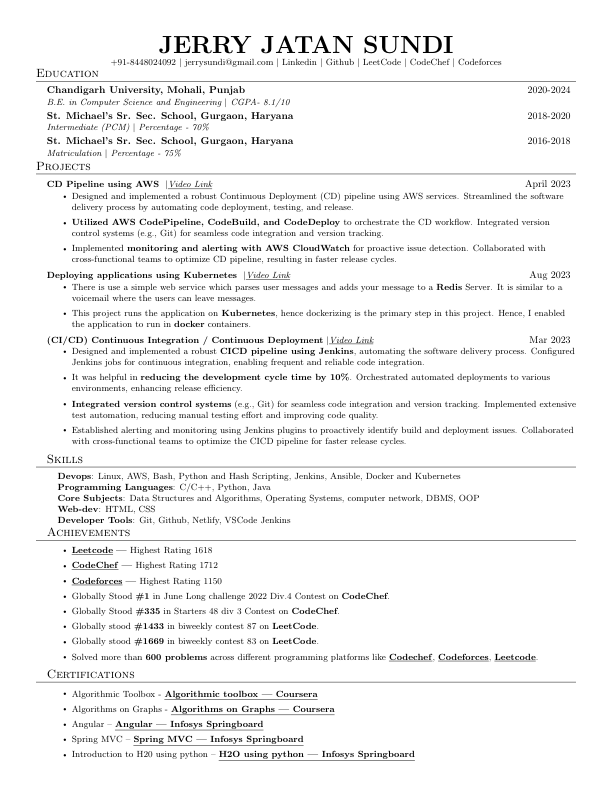 JERRY JATAN SUNDI
+91-8448024092 | jerrysundi@gmail.com | Linkedin | Github | LeetCode | CodeChef | Codeforces
Education
Chandigarh University, Mohali, Punjab 2020-2024
B.E. in Computer Science and Engineering | CGPA- 8.1/10
St. Michael's Sr. Sec. School, Gurgaon, Haryana 2018-2020
Intermediate (PCM) | Percentage - 70%
St. Michael's Sr. Sec. School, Gurgaon, Haryana 2016-2018
Matriculation | Percentage - 75%
Projects
CD Pipeline using AWS | Video Link April 2023
• Designed and implemented a robust Continuous Deployment (CD) pipeline using AWS services. Streamlined the software
delivery process by automating code deployment, testing, and release.
• Utilized AWS CodePipeline, CodeBuild, and CodeDeploy to orchestrate the CD workflow. Integrated version
control systems (e.g., Git) for seamless code integration and version tracking.
• Implemented monitoring and alerting with AWS CloudWatch for proactive issue detection. Collaborated with
cross-functional teams to optimize CD pipeline, resulting in faster release cycles.
Deploying applications using Kubernetes | Video Link Aug 2023
• There is use a simple web service which parses user messages and adds your message to a Redis Server. It is similar to a
voicemail where the users can leave messages.
• This project runs the application on Kubernetes, hence dockerizing is the primary step in this project. Hence, I enabled
the application to run in docker containers.
(CI/CD) Continuous Integration / Continuous Deployment | Video Link Mar 2023
• Designed and implemented a robust CICD pipeline using Jenkins, automating the software delivery process. Configured
Jenkins jobs for continuous integration, enabling frequent and reliable code integration.
• It was helpful in reducing the development cycle time by 10%. Orchestrated automated deployments to various
environments, enhancing release efficiency.
• Integrated version control systems (e.g., Git) for seamless code integration and version tracking. Implemented extensive
test automation, reducing manual testing effort and improving code quality.
• Established alerting and monitoring using Jenkins plugins to proactively identify build and deployment issues. Collaborated
with cross-functional teams to optimize the CICD pipeline for faster release cycles.
Skills
Devops: Linux, AWS, Bash, Python and Hash Scripting, Jenkins, Ansible, Docker and Kubernetes
Programming Languages: C/C++, Python, Java
Core Subjects: Data Structures and Algorithms, Operating Systems, computer network, DBMS, OOP
Web-dev: HTML, CSS
Developer Tools: Git, Github, Netlify, VSCode Jenkins
Achievements
• Leetcode — Highest Rating 1618
• CodeChef — Highest Rating 1712
• Codeforces — Highest Rating 1150
• Globally Stood #1 in June Long challenge 2022 Div.4 Contest on CodeChef.
• Globally Stood #335 in Starters 48 div 3 Contest on CodeChef.
• Globally stood #1433 in biweekly contest 87 on LeetCode.
• Globally stood #1669 in biweekly contest 83 on LeetCode.
• Solved more than 600 problems across different programming platforms like Codechef, Codeforces, Leetcode.
Certifications
• Algorithmic Toolbox - Algorithmic toolbox — Coursera
• Algorithms on Graphs - Algorithms on Graphs — Coursera
• Angular – Angular — Infosys Springboard
• Spring MVC – Spring MVC — Infosys Springboard
• Introduction to H20 using python – H2O using python — Infosys Springboard